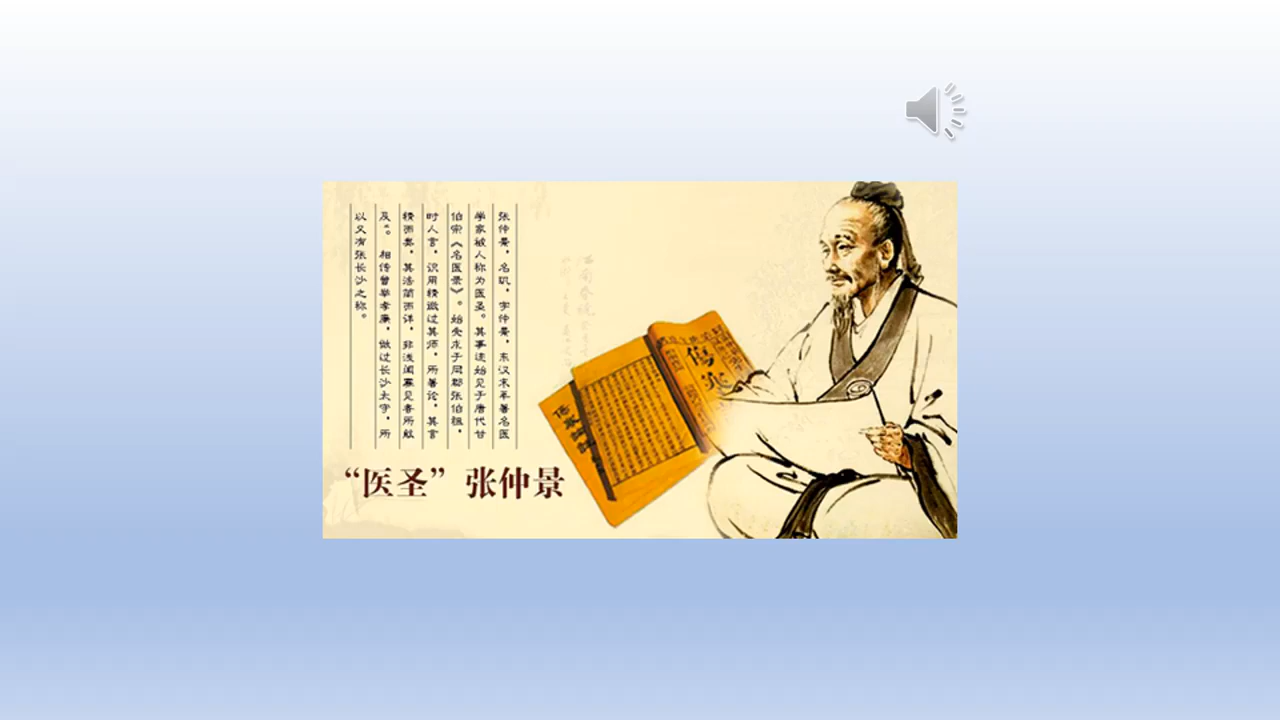 张仲景，名玑，字仲景，东汉末年著名医
学家被人称为医圣。其事迹始见于唐代甘
伯宗《名医录》。始受术于同郡张伯祖，
时人言，识用精微过其师，所著论，其言
精而奥，其法简而详，非浅闻寡见者所能
及“。相传曾举孝廉，做过长沙太守，所
以又有张长沙之称。
“医圣”张仲景
伤寒